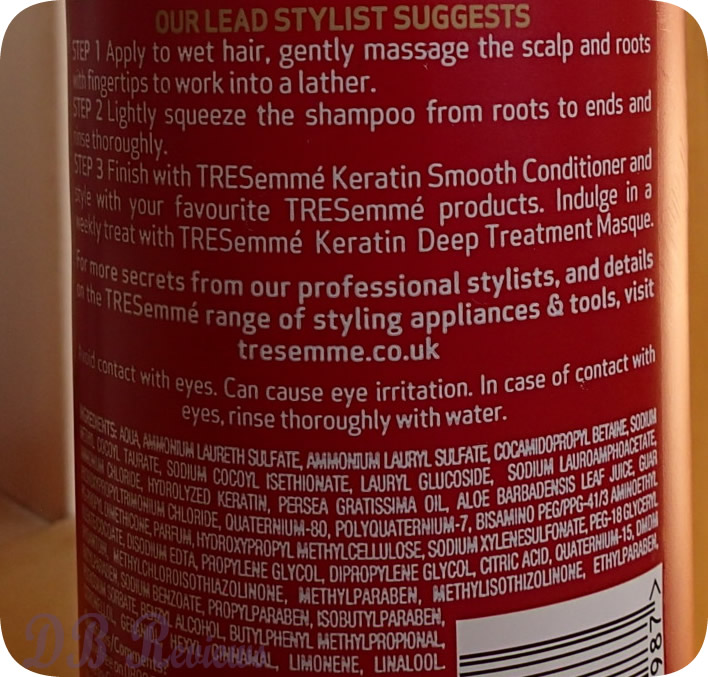 OUR LEAD STYLIST SUGGESTS
STEP 1 Apply to wet hair, gently massage the scalp and roots
with fingertips to work into a lather.
STEP 2 Lightly squeeze the shampoo from roots to ends and
rinse thoroughly.
STEP 3 Finish with TRESemmé Keratin Smooth Conditioner and
style with your favourite TRESemmé products. Indulge in a
weekly treat with TRESemmé Keratin Deep Treatment Masque.
For more secrets from our professional stylists, and details
on the TRESemmé range of styling appliances & tools, visit
tresemme.co.uk
Avoid contact with eyes. Can cause eye irritation. In case of contact with
eyes, rinse thoroughly with water.
INGREDIENTS: AQUA, AMMONIUM LAURETH SULFATE, AMMONIUM LAURYL SULFATE, COCAMIDOPROPYL BETAINE, SODIUM
METHYL COCOYL TAURATE, SODIUM COCOYL ISETHIONATE, LAURYL GLUCOSIDE, SODIUM LAUROAMPHOACETATE,
CHLORIDE, HYDROLYZED KERATIN, PERSEA GRATISSIMA OIL, ALOE BARBADENSIS LEAF JUICE, GUAR
CHLORIDE, QUATERNIUM-80, POLYQUATERNIUM-7, BISAMINO PEG/PPG-41/3 AMINOETHYL
DIMETHICONE, PARFUM, HYDROXYPROPYL METHYLCELLULOSE, SODIUM XYLENESULFONATE, PEG-18 GLYCERYL
DISODIUM EDTA, PROPYLENE GLYCOL, DIPROPYLENE GLYCOL, CITRIC ACID, QUATERNIUM-15, DMDM
METHYLCHLOROISOTHIAZOLINONE, METHYLPARABEN, METHYLISOTHIZOLINONE, ETHYLPARABEN,
SODIUM BENZOATE, PROPYLPARABEN, ISOBUTYLPARABEN,
SORBATE, BENZYL ALCOHOL, BUTYLPHENYL METHYLPROPIONAL,
HEXYL CINNAMAL, LIMONENE, LINALOOL.
987 >
DB Reviews